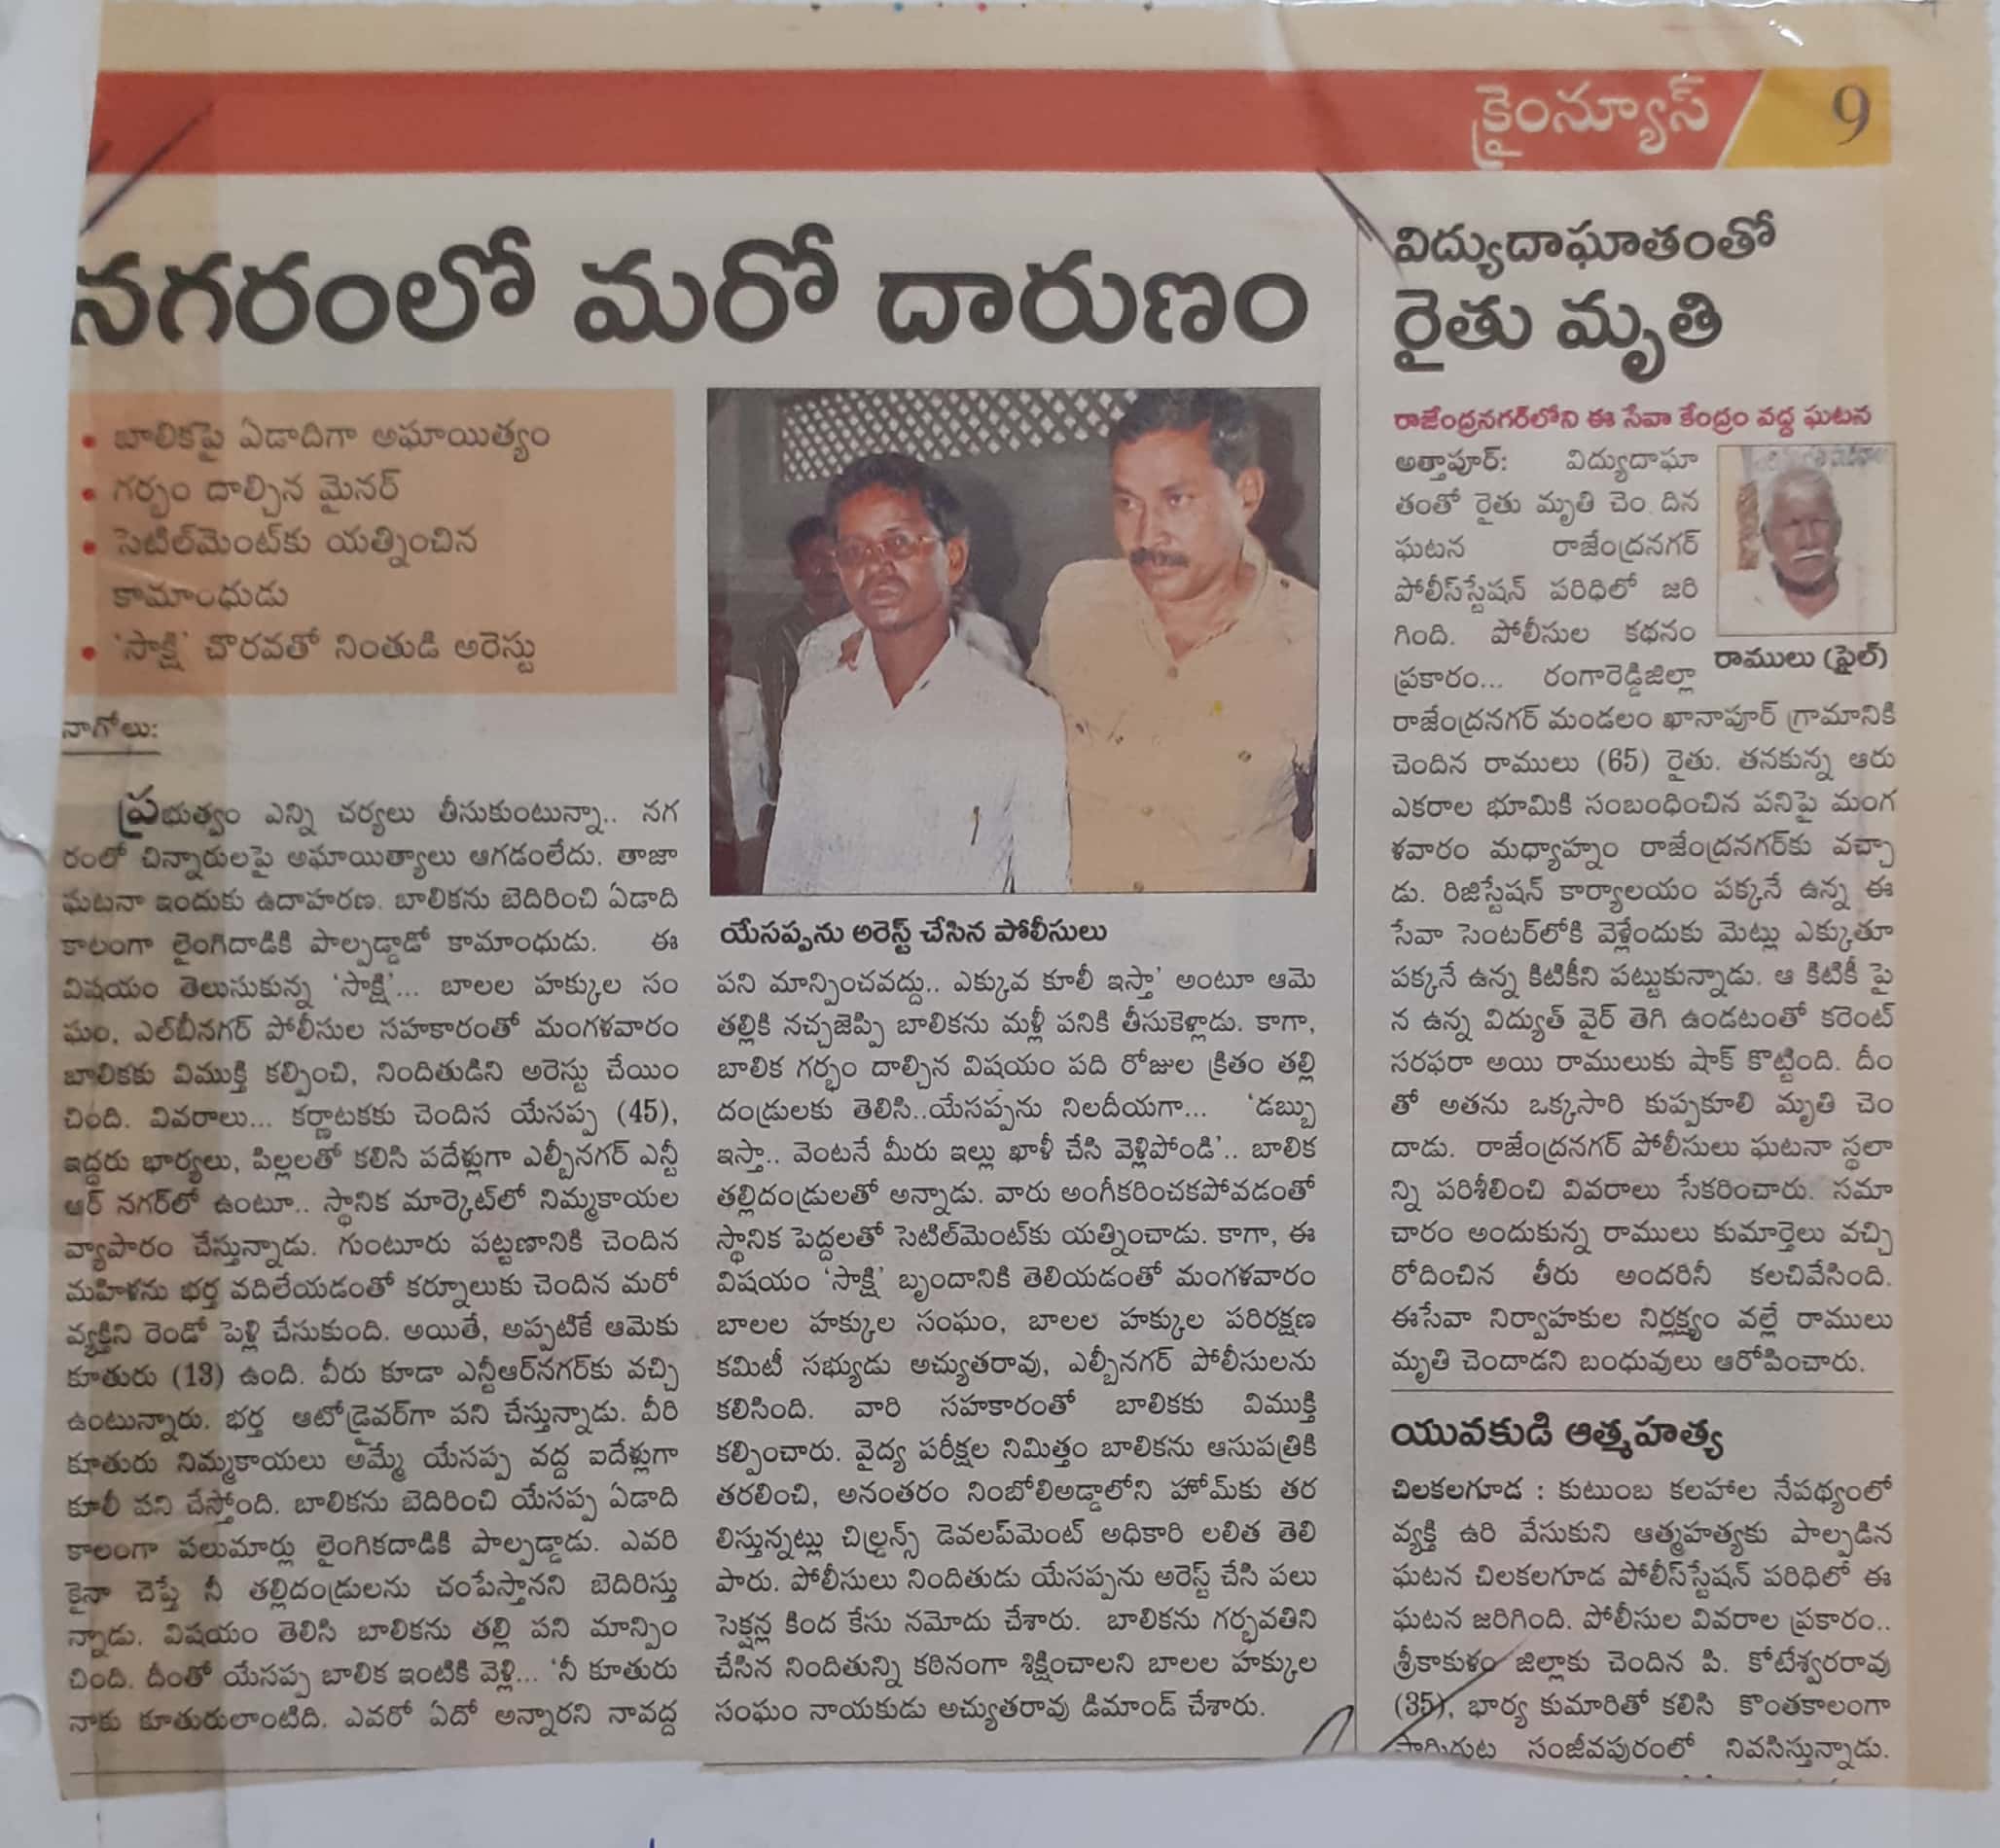 క్రైంన్యూస్ 9
నగరంలో మరో దారుణం
• బాలికపై ఏడాదిగా అఘాయిత్యం
• గర్భం దాల్చిన మైనర్
• సెటిల్‌మెంట్‌కు యత్నించిన
కామాంధుడు
• ‘సాక్షి’ చొరవతో నింతుడి అరెస్టు
నాగోలు:
ప్రభుత్వం ఎన్ని చర్యలు తీసుకుంటున్నా.. నగ
రంలో చిన్నారులపై అఘాయిత్యాలు ఆగడంలేదు. తాజా
ఘటనా ఇందుకు ఉదాహరణ. బాలికను బెదిరించి ఏడాది
కాలంగా లైంగిదాడికి పాల్పడ్డాడో కామాంధుడు. ఈ
విషయం తెలుసుకున్న ‘సాక్షి’... బాలల హక్కుల సం
ఘం, ఎల్‌బీనగర్ పోలీసుల సహకారంతో మంగళవారం
బాలికకు విముక్తి కల్పించి, నిందితుడిని అరెస్టు చేయిం
చింది. వివరాలు... కర్ణాటకకు చెందిన యేసప్ప (45),
ఇద్దరు భార్యలు, పిల్లలతో కలిసి పదేళ్లుగా ఎల్బీనగర్ ఎన్టీ
ఆర్ నగర్‌లో ఉంటూ.. స్థానిక మార్కెట్‌లో నిమ్మకాయల
వ్యాపారం చేస్తున్నాడు. గుంటూరు పట్టణానికి చెందిన
మహిళను భర్త వదిలేయడంతో కర్నూలుకు చెందిన మరో
వ్యక్తిని రెండో పెళ్లి చేసుకుంది. అయితే, అప్పటికే ఆమెకు
కూతురు (13) ఉంది. వీరు కూడా ఎన్టీఆర్‌నగర్‌కు వచ్చి
ఉంటున్నారు. భర్త ఆటోడ్రైవర్‌గా పని చేస్తున్నాడు. వీరి
కూతురు నిమ్మకాయలు అమ్మే యేసప్ప వద్ద ఐదేళ్లుగా
కూలీ పని చేస్తోంది. బాలికను బెదిరించి యేసప్ప ఏడాది
కాలంగా పలుమార్లు లైంగికదాడికి పాల్పడ్డాడు. ఎవరి
కైనా చెప్తే నీ తల్లిదండ్రులను చంపేస్తానని బెదిరిస్తు
న్నాడు. విషయం తెలిసి బాలికను తల్లి పని మాన్పిం
చింది. దీంతో యేసప్ప బాలిక ఇంటికి వెళ్లి... ‘నీ కూతురు
నాకు కూతురులాంటిది. ఎవరో ఏదో అన్నారని నావద్ద
యేసప్పను అరెస్ట్ చేసిన పోలీసులు
పని మాన్పించవద్దు.. ఎక్కువ కూలీ ఇస్తా’ అంటూ ఆమె
తల్లికి నచ్చజెప్పి బాలికను మళ్లీ పనికి తీసుకెళ్లాడు. కాగా,
బాలిక గర్భం దాల్చిన విషయం పది రోజుల క్రితం తల్లి
దండ్రులకు తెలిసి..యేసప్పను నిలదీయగా... ‘డబ్బు
ఇస్తా.. వెంటనే మీరు ఇల్లు ఖాళీ చేసి వెళ్లిపోండి’.. బాలిక
తల్లిదండ్రులతో అన్నాడు. వారు అంగీకరించకపోవడంతో
స్థానిక పెద్దలతో సెటిల్‌మెంట్‌కు యత్నించాడు. కాగా, ఈ
విషయం ‘సాక్షి’ బృందానికి తెలియడంతో మంగళవారం
బాలల హక్కుల సంఘం, బాలల హక్కుల పరిరక్షణ
కమిటీ సభ్యుడు అచ్యుతరావు, ఎల్బీనగర్ పోలీసులను
కలిసింది. వారి సహకారంతో బాలికకు విముక్తి
కల్పించారు. వైద్య పరీక్షల నిమిత్తం బాలికను ఆసుపత్రికి
తరలించి, అనంతరం నింబోలిఅడ్డాలోని హోమ్‌కు తర
లిస్తున్నట్లు చిల్డ్రన్స్ డెవలప్‌మెంట్ అధికారి లలిత తెలి
పారు. పోలీసులు నిందితుడు యేసప్పను అరెస్ట్ చేసి పలు
సెక్షన్ల కింద కేసు నమోదు చేశారు. బాలికను గర్భవతిని
చేసిన నిందితున్ని కఠినంగా శిక్షించాలని బాలల హక్కుల
సంఘం నాయకుడు అచ్యుతరావు డిమాండ్ చేశారు.
విద్యుదాఘాతంతో
రైతు మృతి
రాజేంద్రనగర్‌లోని ఈ సేవా కేంద్రం వద్ద ఘటన
అత్తాపూర్: విద్యుదాఘా
తంతో రైతు మృతి చెం దిన
ఘటన రాజేంద్రనగర్
పోలీస్‌స్టేషన్ పరిధిలో జరి
గింది. పోలీసుల కథనం
ప్రకారం... రంగారెడ్డిజిల్లా
రాములు (ఫైల్)
రాజేంద్రనగర్ మండలం ఖానాపూర్ గ్రామానికి
చెందిన రాములు (65) రైతు. తనకున్న ఆరు
ఎకరాల భూమికి సంబంధించిన పనిపై మంగ
ళవారం మధ్యాహ్నం రాజేంద్రనగర్‌కు వచ్చా
డు. రిజిస్టేషన్ కార్యాలయం పక్కనే ఉన్న ఈ
సేవా సెంటర్‌లోకి వెళ్లేందుకు మెట్లు ఎక్కుతూ
పక్కనే ఉన్న కిటికీని పట్టుకున్నాడు. ఆ కిటికీ పై
న ఉన్న విద్యుత్ వైర్ తెగి ఉండటంతో కరెంట్
సరఫరా అయి రాములుకు షాక్ కొట్టింది. దీం
తో అతను ఒక్కసారి కుప్పకూలి మృతి చెం
దాడు. రాజేంద్రనగర్ పోలీసులు ఘటనా స్థలా
న్ని పరిశీలించి వివరాలు సేకరించారు. సమా
చారం అందుకున్న రాములు కుమార్తెలు వచ్చి
రోదించిన తీరు అందరినీ కలచివేసింది.
ఈసేవా నిర్వాహకుల నిర్లక్ష్యం వల్లే రాములు
మృతి చెందాడని బంధువులు ఆరోపించారు.
యువకుడి ఆత్మహత్య
చిలకలగూడ : కుటుంబ కలహాల నేపథ్యంలో
వ్యక్తి ఉరి వేసుకుని ఆత్మహత్యకు పాల్పడిన
ఘటన చిలకలగూడ పోలీస్‌స్టేషన్ పరిధిలో ఈ
ఘటన జరిగింది. పోలీసుల వివరాల ప్రకారం..
శ్రీకాకుళం జిల్లాకు చెందిన పి. కోటేశ్వరరావు
(35), భార్య కుమారితో కలిసి కొంతకాలంగా
సంజీవపురంలో నివసిస్తున్నాడు.